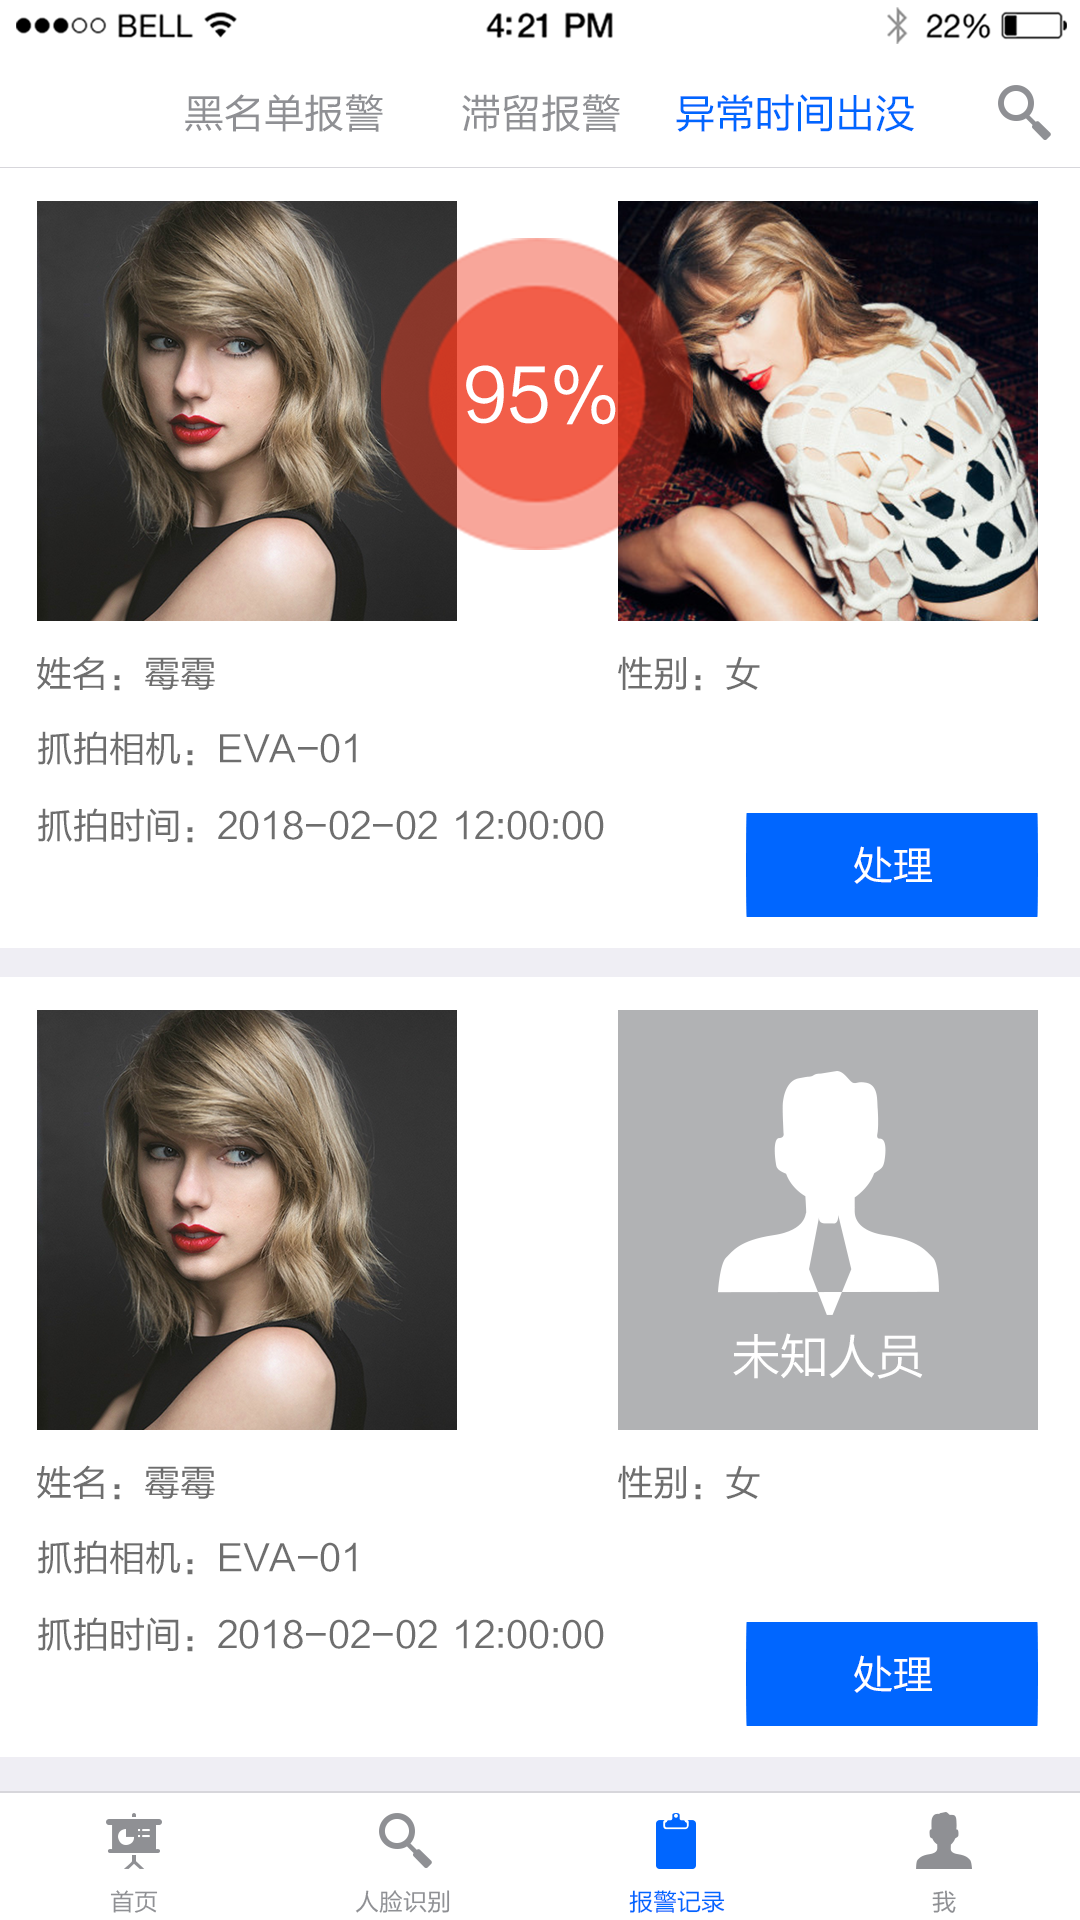 BELL 4:21 PM 22%
黑名单报警 滞留报警 异常时间出没
95%
姓名：霉霉 性别：女
抓拍相机：EVA-01
抓拍时间：2018-02-02 12:00:00
处理
未知人员
姓名：霉霉 性别：女
抓拍相机：EVA-01
抓拍时间：2018-02-02 12:00:00
处理
首页 人脸识别 报警记录 我